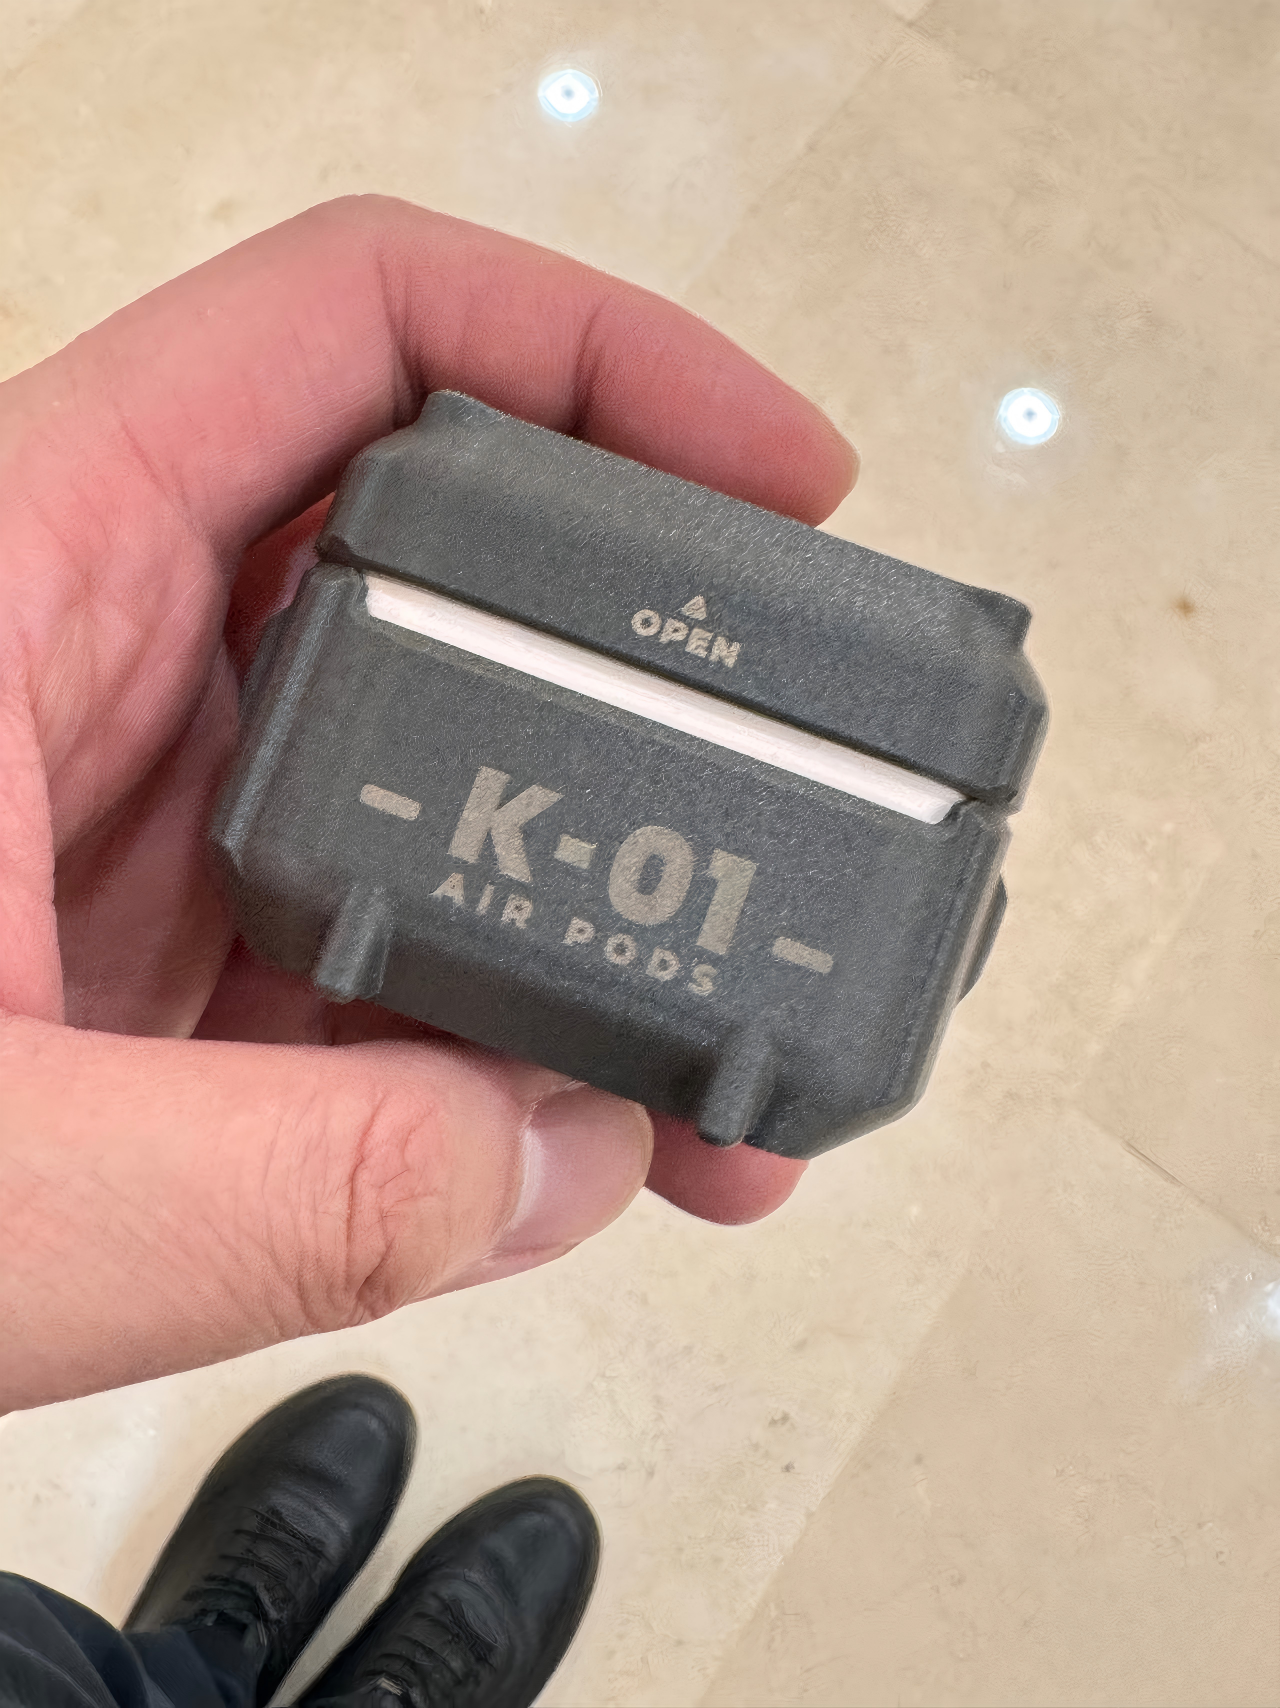 OPEN
- K-01 -
AIR PODS